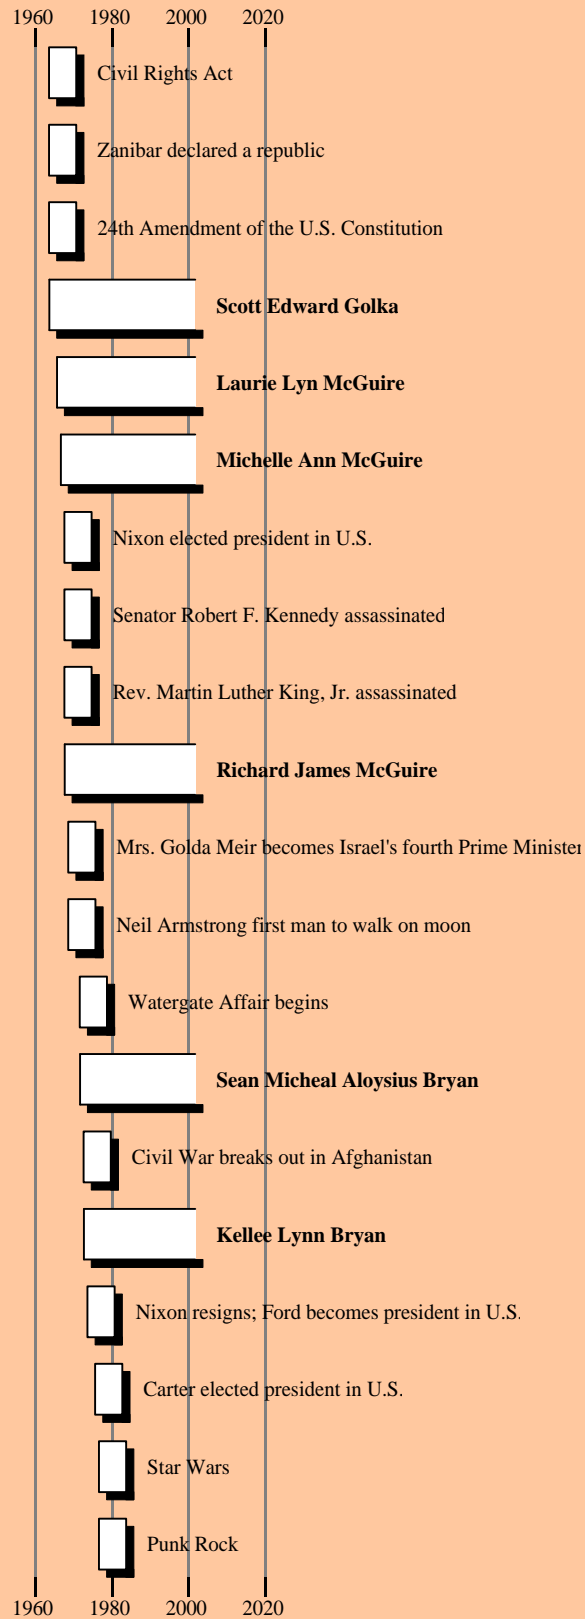 1960 1980 2000 2020
Civil Rights Act
Zanibar declared a republic
24th Amendment of the U.S. Constitution
Scott Edward Golka
Laurie Lyn McGuire
Michelle Ann McGuire
Nixon elected president in U.S.
Senator Robert F. Kennedy assassinated
Rev. Martin Luther King, Jr. assassinated
Richard James McGuire
Mrs. Golda Meir becomes Israel's fourth Prime Minister
Neil Armstrong first man to walk on moon
Watergate Affair begins
Sean Micheal Aloysius Bryan
Civil War breaks out in Afghanistan
Kellee Lynn Bryan
Nixon resigns; Ford becomes president in U.S.
Carter elected president in U.S.
Star Wars
Punk Rock
1960 1980 2000 2020